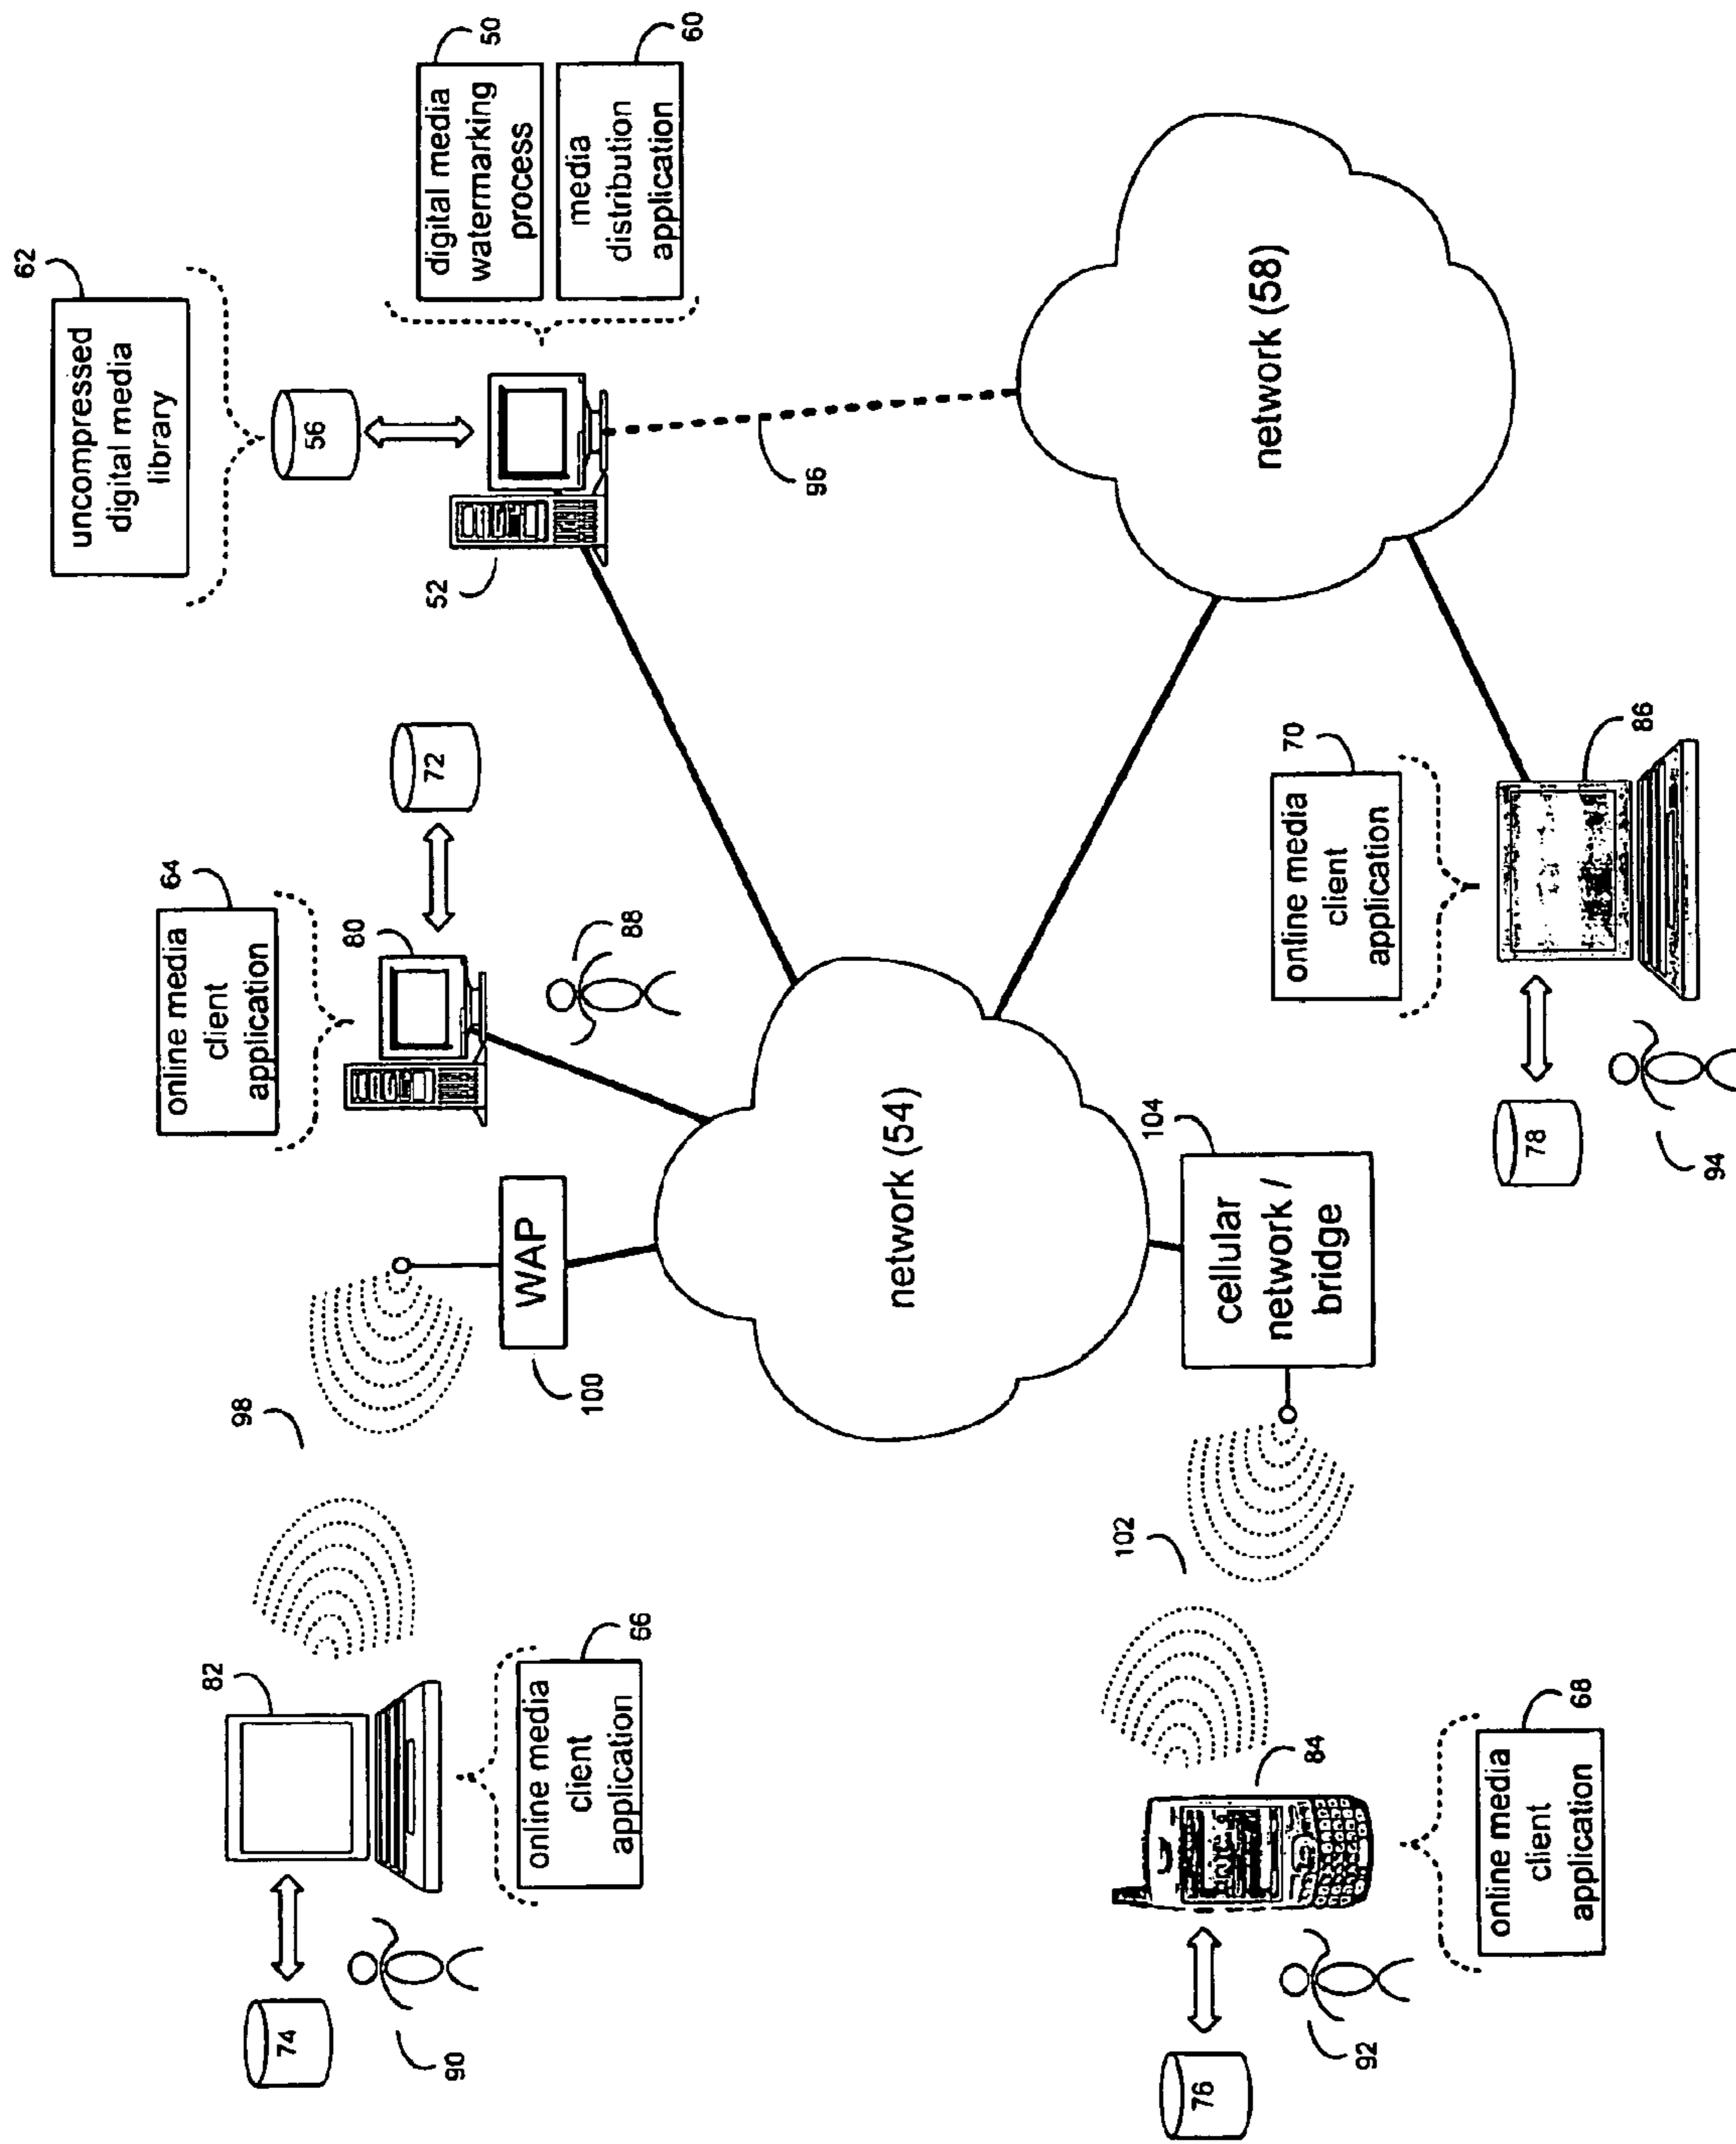 62
uncompressed
digital media
library
56
50
digital media
watermarking
process
60
media
distribution
application
52
96
64
online media
client
application
80
72
88
98
WAP
100
82
74
90
66
online media
client
application
network (54)
network (58)
104
cellular
network /
bridge
102
84
76
92
68
online media
client
application
70
online media
client
application
86
78
94